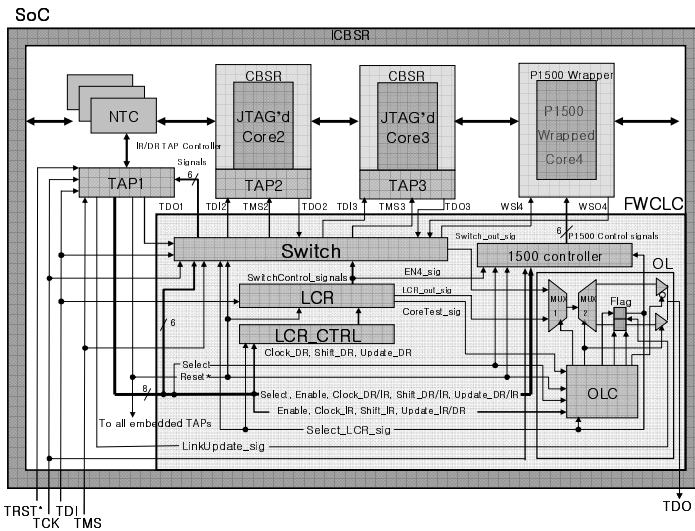 SoC
ICBSR
CBSR
CBSR
P1500 Wrapper
NTC
JTAG'd
Core2
JTAG'd
Core3
P1500
Wrapped
Core4
IR/DR TAP Controller
Signals
6
TAP1
TAP2
TAP3
TDO1
TDI2
TMS2
TDO2
TDI3
TMS3
TDO3
WSI4
WSO4
FWCLC
6
P1500 Control signals
Switch_out_sig
Switch
1500 controller
SwitchControl_signals
EN4_sig
OL
LCR
LCR_out_sig
CoreTest_sig
MUX
1
MUX
2
Flag
6
LCR_CTRL
Clock_DR, Shift_DR, Update_DR
Select
Reset*
8
Select, Enable, Clock_DR/IR, Shift_DR/IR, Update_DR/IR
OLC
Enable, Clock_IR, Shift_IR, Update_IR/DR
To all embedded TAPs
Select_LCR_sig
LinkUpdate_sig
TRST*
TCK
TDI
TMS
TDO